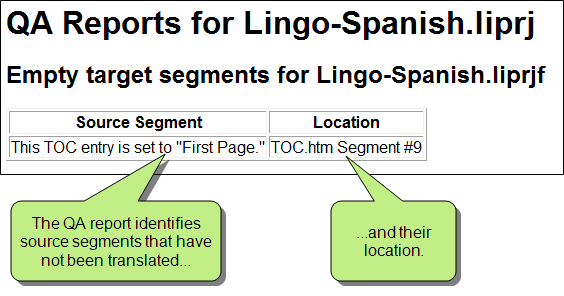 QA Reports for Lingo-Spanish.liprj
Empty target segments for Lingo-Spanish.liprjf
Source Segment Location
This TOC entry is set to "First Page." TOC.htm Segment #9
The QA report identifies
source segments that have
not been translated...
...and their
location.